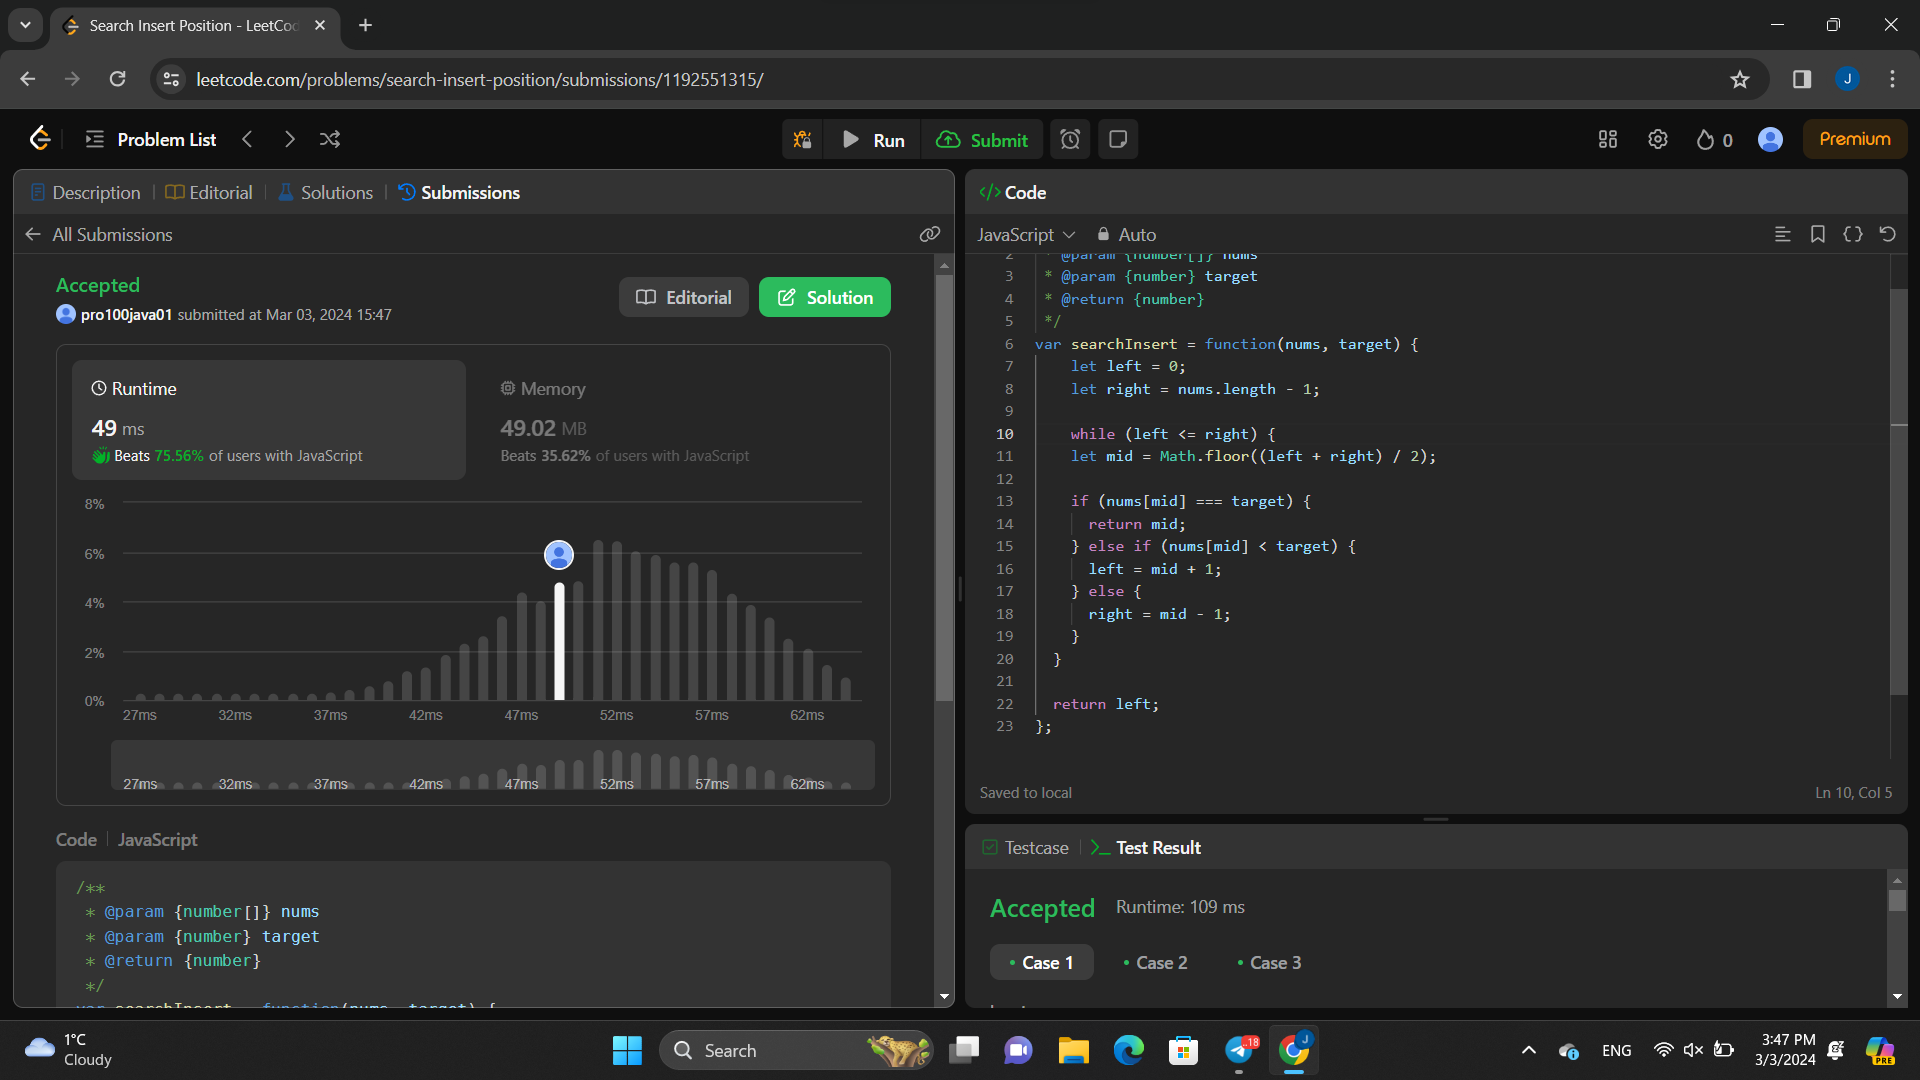 Search Insert Position - LeetCod
leetcode.com/problems/search-insert-position/submissions/1192551315/
J
Problem List
Run
Submit
0
Premium
Description
Editorial
Solutions
Submissions
All Submissions
Accepted
pro100java01 submitted at Mar 03, 2024 15:47
Editorial
Solution
Runtime
49 ms
Beats 75.56% of users with JavaScript
Memory
49.02 MB
Beats 35.62% of users with JavaScript
8%
6%
4%
2%
0%
27ms 32ms 37ms 42ms 47ms 52ms 57ms 62ms
27ms 32ms 37ms 42ms 47ms 52ms 57ms 62ms
Code
JavaScript
/**
* @param {number[]} nums
* @param {number} target
* @return {number}
*/
var searchInsert = function(nums, target) {
</> Code
JavaScript
Auto
2 * @param {number[]} nums
3 * @param {number} target
4 * @return {number}
5 */
6 var searchInsert = function(nums, target) {
7 let left = 0;
8 let right = nums.length - 1;
9
10 while (left <= right) {
11 let mid = Math.floor((left + right) / 2);
12
13 if (nums[mid] === target) {
14 return mid;
15 } else if (nums[mid] < target) {
16 left = mid + 1;
17 } else {
18 right = mid - 1;
19 }
20 }
21
22 return left;
23 };
Saved to local
Ln 10, Col 5
Testcase
Test Result
Accepted
Runtime: 109 ms
• Case 1
• Case 2
• Case 3
1°C
Cloudy
Search
18
J
ENG
3:47 PM
3/3/2024
PRE